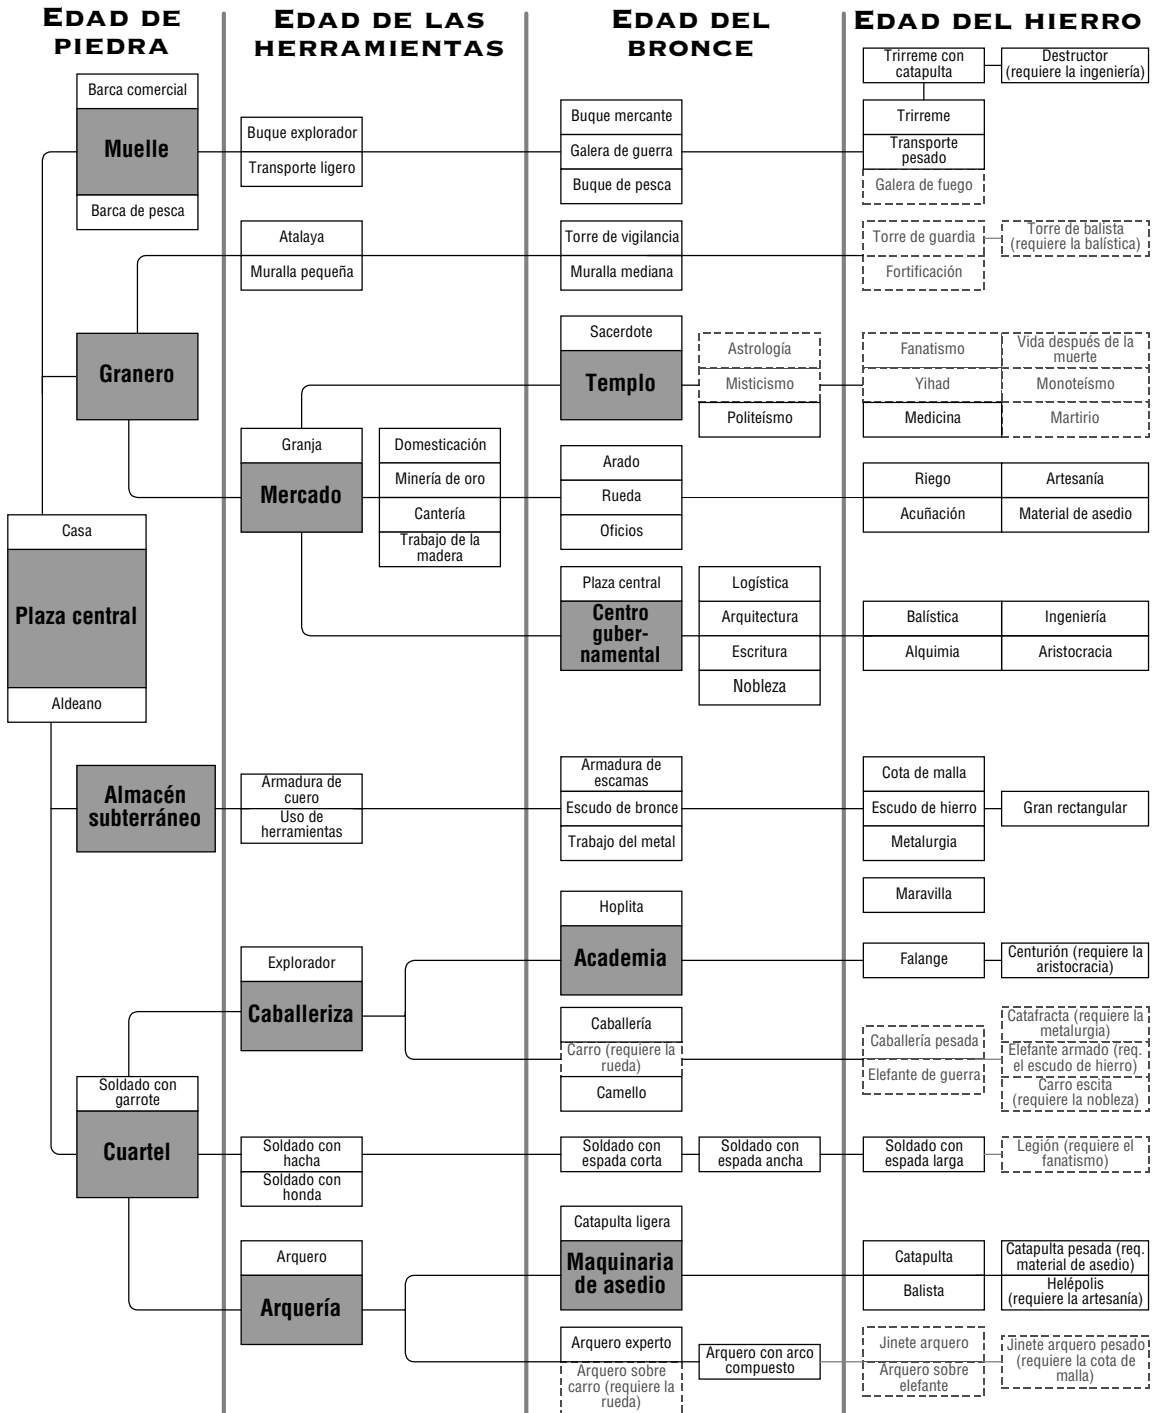 EDAD DE
PIEDRA
EDAD DE LAS
HERRAMIENTAS
EDAD DEL
BRONCE
EDAD DEL HIERRO
Barca comercial
Muelle
Barca de pesca
Buque explorador
Transporte ligero
Buque mercante
Galera de guerra
Buque de pesca
Trirreme con
catapulta
Destructor
(requiere la ingeniería)
Trirreme
Transporte
pesado
Galera de fuego
Granero
Atalaya
Muralla pequeña
Torre de vigilancia
Muralla mediana
Torre de guardia
Fortificación
Torre de balista
(requiere la balística)
Sacerdote
Templo
Astrología
Misticismo
Politeísmo
Fanatismo
Yihad
Medicina
Vida después de la
muerte
Monoteísmo
Martirio
Granja
Mercado
Domesticación
Minería de oro
Cantería
Trabajo de la
madera
Arado
Rueda
Oficios
Riego
Acuñación
Artesanía
Material de asedio
Casa
Plaza central
Aldeano
Plaza central
Centro
guber-
namental
Logística
Arquitectura
Escritura
Nobleza
Balística
Alquimia
Ingeniería
Aristocracia
Almacén
subterráneo
Armadura de
cuero
Uso de
herramientas
Armadura de
escamas
Escudo de bronce
Trabajo del metal
Cota de malla
Escudo de hierro
Metalurgia
Gran rectangular
Maravilla
Hoplita
Academia
Falange
Centurión (requiere la
aristocracia)
Explorador
Caballeriza
Caballería
Carro (requiere la
rueda)
Camello
Caballería pesada
Elefante de guerra
Catafracta (requiere la
metalurgia)
Elefante armado (req.
el escudo de hierro)
Carro escita
(requiere la nobleza)
Soldado con
garrote
Cuartel
Soldado con
hacha
Soldado con
honda
Soldado con
espada corta
Soldado con
espada ancha
Soldado con
espada larga
Legión (requiere el
fanatismo)
Catapulta ligera
Maquinaria
de asedio
Catapulta
Balista
Catapulta pesada (req.
material de asedio)
Helépolis
(requiere la artesanía)
Arquero
Arquería
Arquero experto
Arquero sobre
carro (requiere la
rueda)
Arquero con arco
compuesto
Jinete arquero
Arquero sobre
elefante
Jinete arquero pesado
(requiere la cota de
malla)